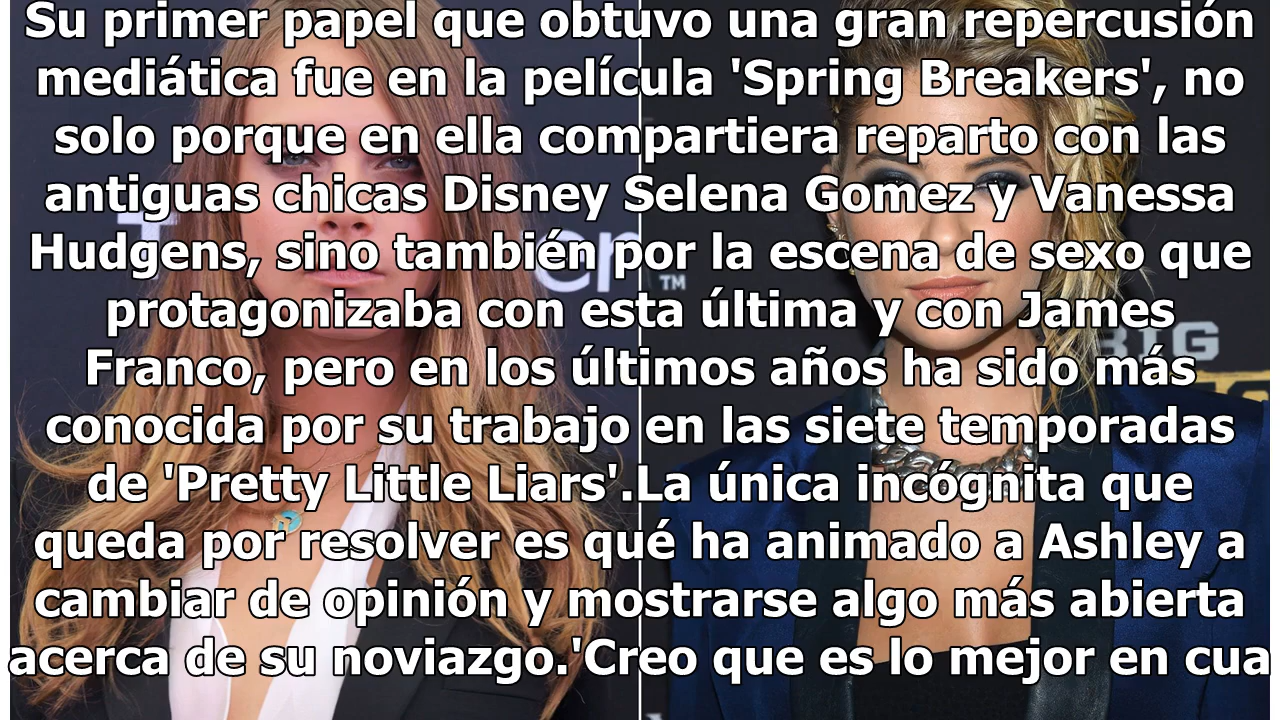 Su primer papel que obtuvo una gran repercusión
mediática fue en la película 'Spring Breakers', no
solo porque en ella compartiera reparto con las
antiguas chicas Disney Selena Gomez y Vanessa
Hudgens, sino también por la escena de sexo que
protagonizaba con esta última y con James
Franco, pero en los últimos años ha sido más
conocida por su trabajo en las siete temporadas
de 'Pretty Little Liars'.La única incógnita que
queda por resolver es qué ha animado a Ashley a
cambiar de opinión y mostrarse algo más abierta
acerca de su noviazgo.'Creo que es lo mejor en cua
TM
BIG